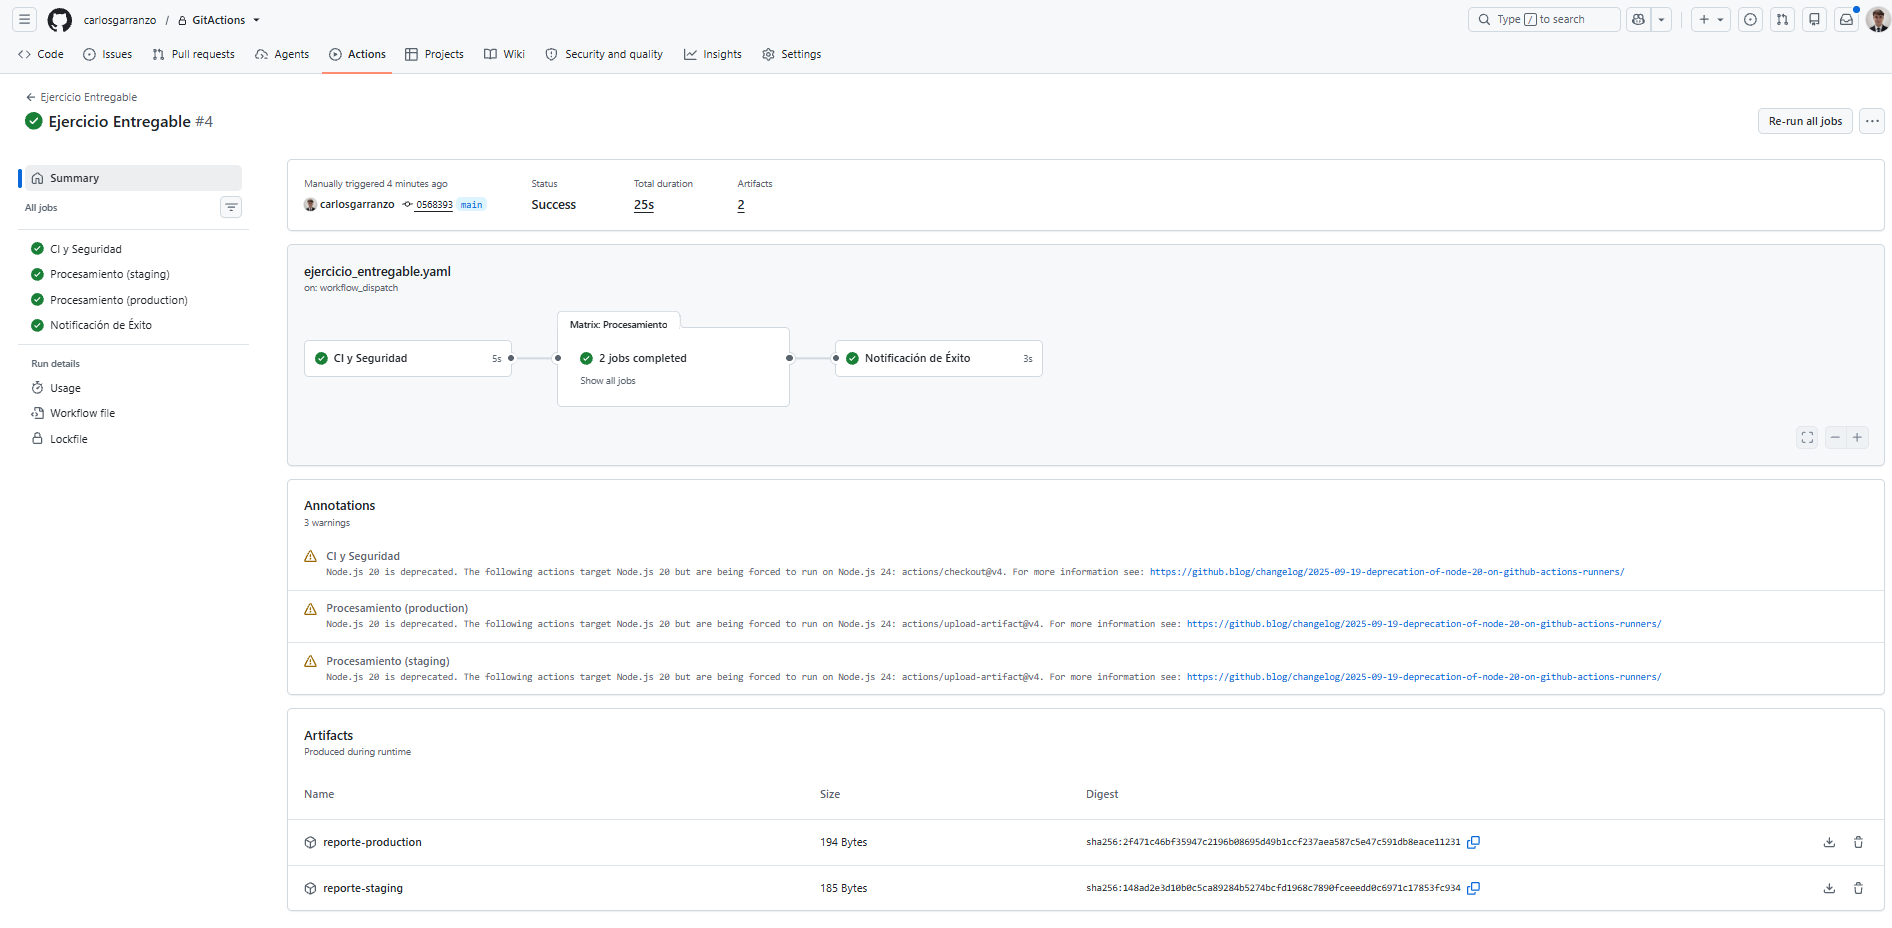 carlosgarranzo / GitActions
Type / to search
Code
Issues
Pull requests
Agents
Actions
Projects
Wiki
Security and quality
Insights
Settings
Ejercicio Entregable
Ejercicio Entregable #4
Re-run all jobs
Summary
All jobs
CI y Seguridad
Procesamiento (staging)
Procesamiento (production)
Notificación de Éxito
Run details
Usage
Workflow file
Lockfile
Manually triggered 4 minutes ago
carlosgarranzo 0568393 main
Status
Success
Total duration
25s
Artifacts
2
ejercicio_entregable.yaml
on: workflow_dispatch
CI y Seguridad 5s
Matrix: Procesamiento
2 jobs completed
Show all jobs
Notificación de Éxito 3s
Annotations
3 warnings
CI y Seguridad
Node.js 20 is deprecated. The following actions target Node.js 20 but are being forced to run on Node.js 24: actions/checkout@v4. For more information see: https://github.blog/changelog/2025-09-19-deprecation-of-node-20-on-github-actions-runners/
Procesamiento (production)
Node.js 20 is deprecated. The following actions target Node.js 20 but are being forced to run on Node.js 24: actions/upload-artifact@v4. For more information see: https://github.blog/changelog/2025-09-19-deprecation-of-node-20-on-github-actions-runners/
Procesamiento (staging)
Node.js 20 is deprecated. The following actions target Node.js 20 but are being forced to run on Node.js 24: actions/upload-artifact@v4. For more information see: https://github.blog/changelog/2025-09-19-deprecation-of-node-20-on-github-actions-runners/
Artifacts
Produced during runtime
Name Size Digest
reporte-production 194 Bytes sha256:2f471c46bf35947c2196b08695d49b1ccf237aea587c5e47c591db8eace11231
reporte-staging 185 Bytes sha256:148ad2e3d10b0c5ca89284b5274bcfd1968c7890fceeedd0c6971c17853fc934